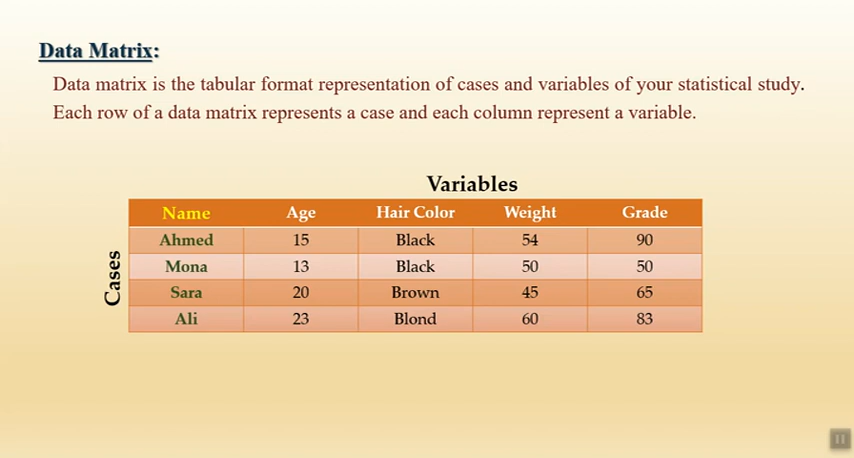 Data Matrix:
Data matrix is the tabular format representation of cases and variables of your statistical study.
Each row of a data matrix represents a case and each column represent a variable.
Variables
Cases
Name Age Hair Color Weight Grade
Ahmed 15 Black 54 90
Mona 13 Black 50 50
Sara 20 Brown 45 65
Ali 23 Blond 60 83